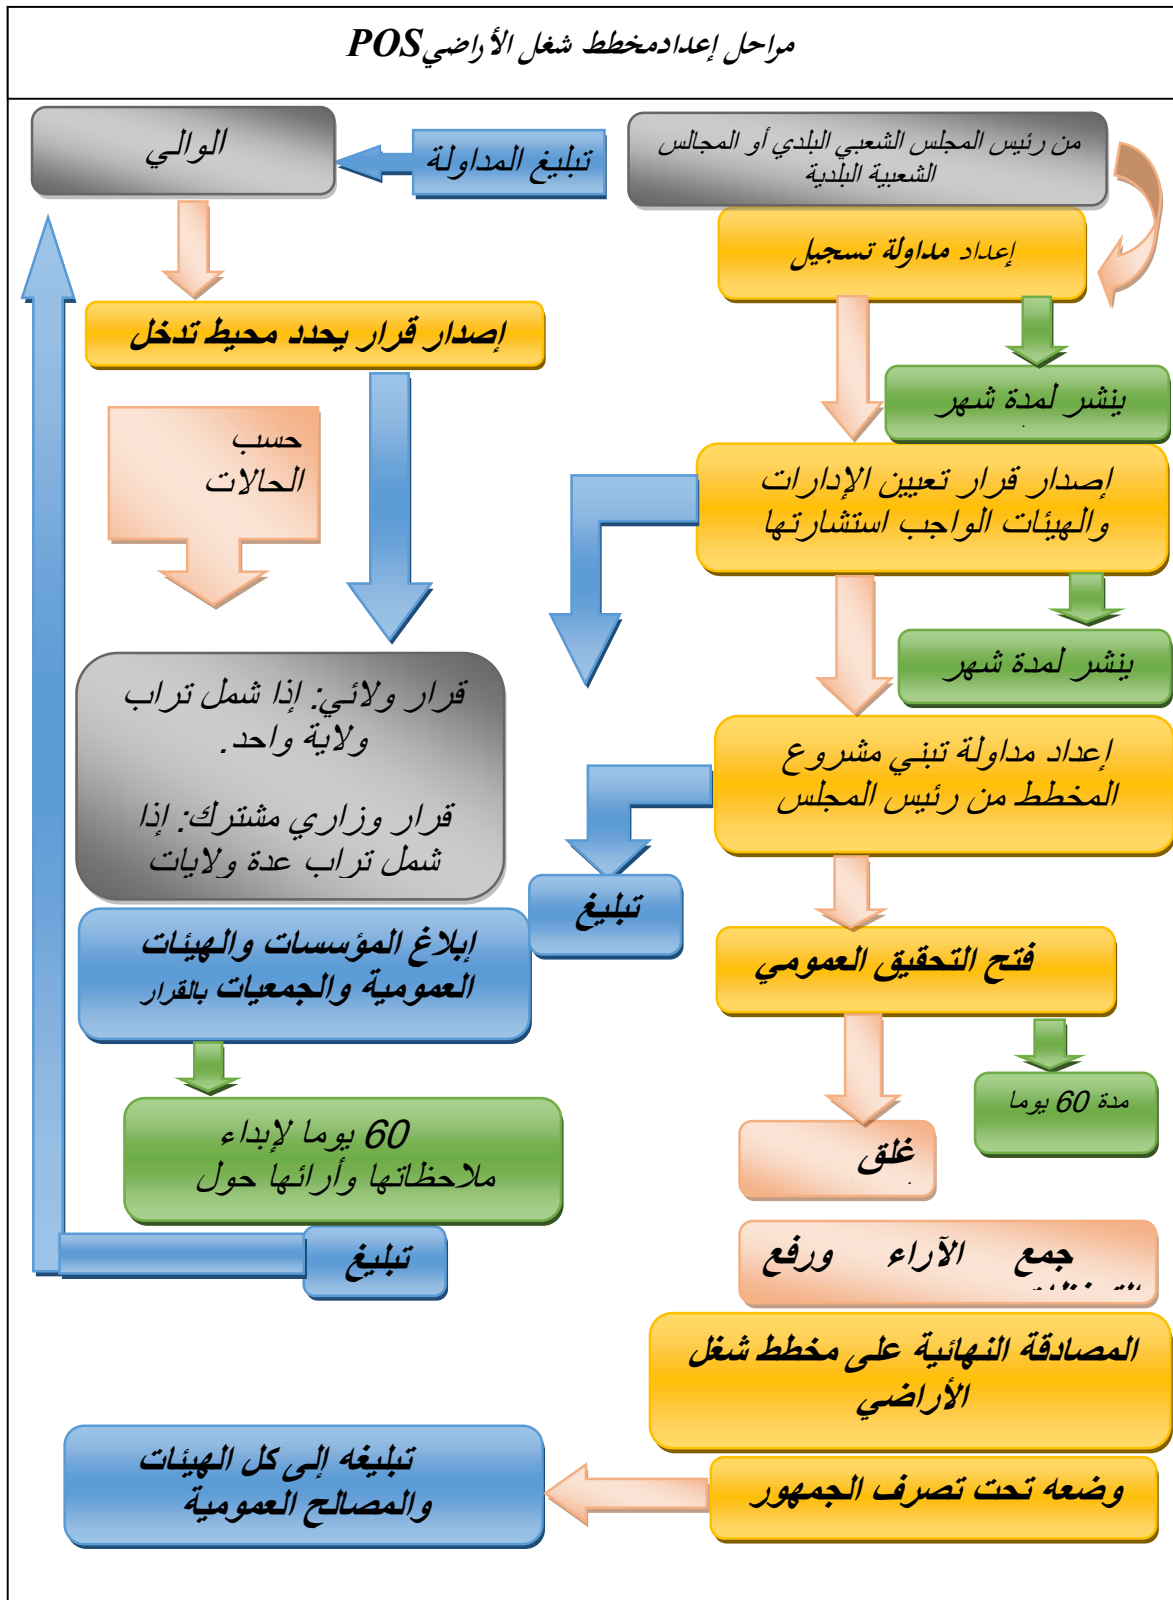 مراحل إعدادمخطط شغل الأراضيPOS
من رئيس المجلس الشعبي البلدي أو المجالس
الشعبية البلدية
تبليغ المداولة
الوالي
إعداد مداولة تسجيل
ينشر لمدة شهر
إصدار قرار يحدد محيط تدخل
حسب
الحالات
إصدار قرار تعيين الإدارات
والهيئات الواجب استشارتها
ينشر لمدة شهر
قرار ولائي: إذا شمل تراب
ولاية واحد.
قرار وزاري مشترك: إذا
شمل تراب عدة ولايات
إعداد مداولة تبني مشروع
المخطط من رئيس المجلس
تبليغ
إبلاغ المؤسسات والهيئات
العمومية والجمعيات بالقرار
فتح التحقيق العمومي
مدة 60 يوما
60 يوما لإبداء
ملاحظاتها وأرائها حول
غلق
تبليغ
جمع الآراء ورفع
المصادقة النهائية على مخطط شغل
الأراضي
وضعه تحت تصرف الجمهور
تبليغه إلى كل الهيئات
والمصالح العمومية